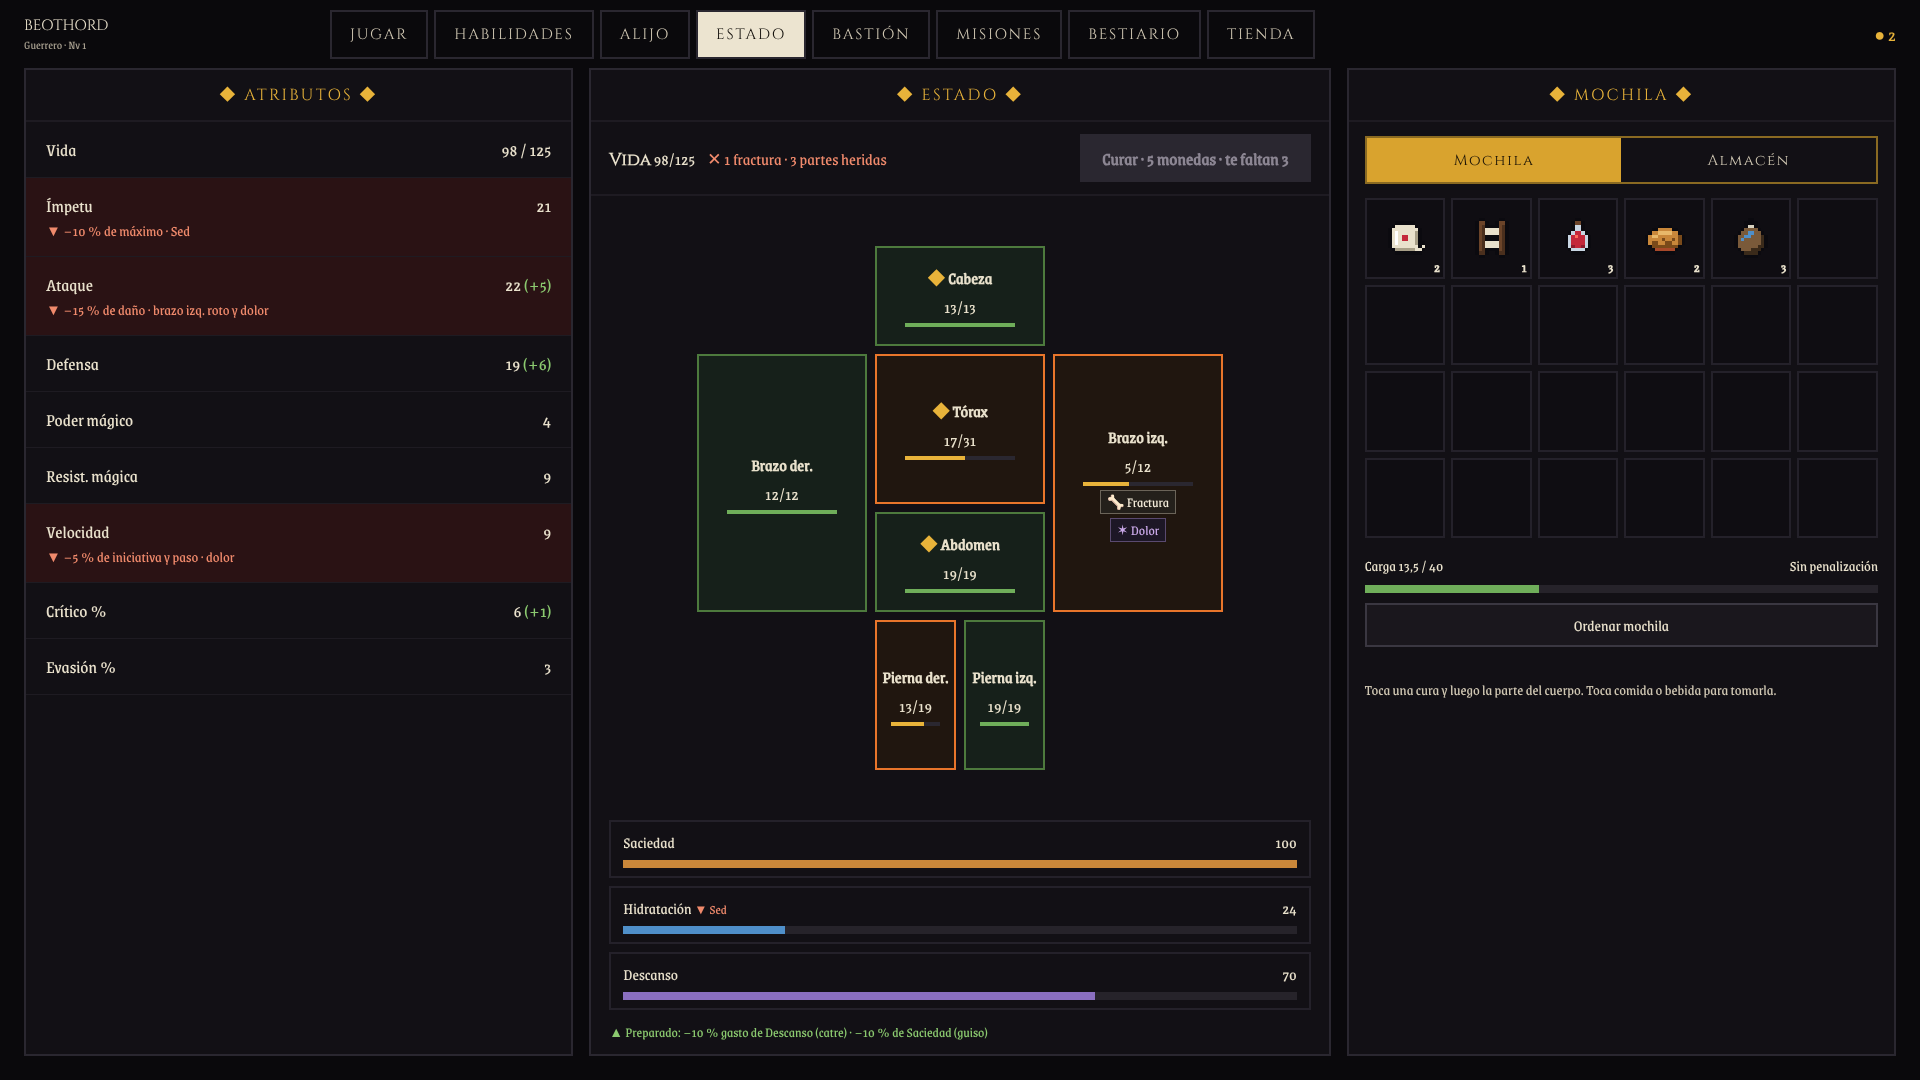 BEOTHORD
Guerrero · Nv 1
JUGAR
HABILIDADES
ALIJO
ESTADO
BASTIÓN
MISIONES
BESTIARIO
TIENDA
2
ATRIBUTOS
Vida 98 / 125
Ímpetu 21
▼ −10 % de máximo · Sed
Ataque 22 (+5)
▼ −15 % de daño · brazo izq. roto y dolor
Defensa 19 (+6)
Poder mágico 4
Resist. mágica 9
Velocidad 9
▼ −5 % de iniciativa y paso · dolor
Crítico % 6 (+1)
Evasión % 3
ESTADO
VIDA 98/125 ✕ 1 fractura · 3 partes heridas
Curar · 5 monedas · te faltan 3
Cabeza
13/13
Brazo der.
12/12
Tórax
17/31
Brazo izq.
5/12
Fractura
Dolor
Abdomen
19/19
Pierna der.
13/19
Pierna izq.
19/19
Saciedad 100
Hidratación ▼ Sed 24
Descanso 70
▲ Preparado: −10 % gasto de Descanso (catre) · −10 % de Saciedad (guiso)
MOCHILA
MOCHILA
ALMACÉN
2 1 3 2 3
Carga 13,5 / 40 Sin penalización
Ordenar mochila
Toca una cura y luego la parte del cuerpo. Toca comida o bebida para tomarla.